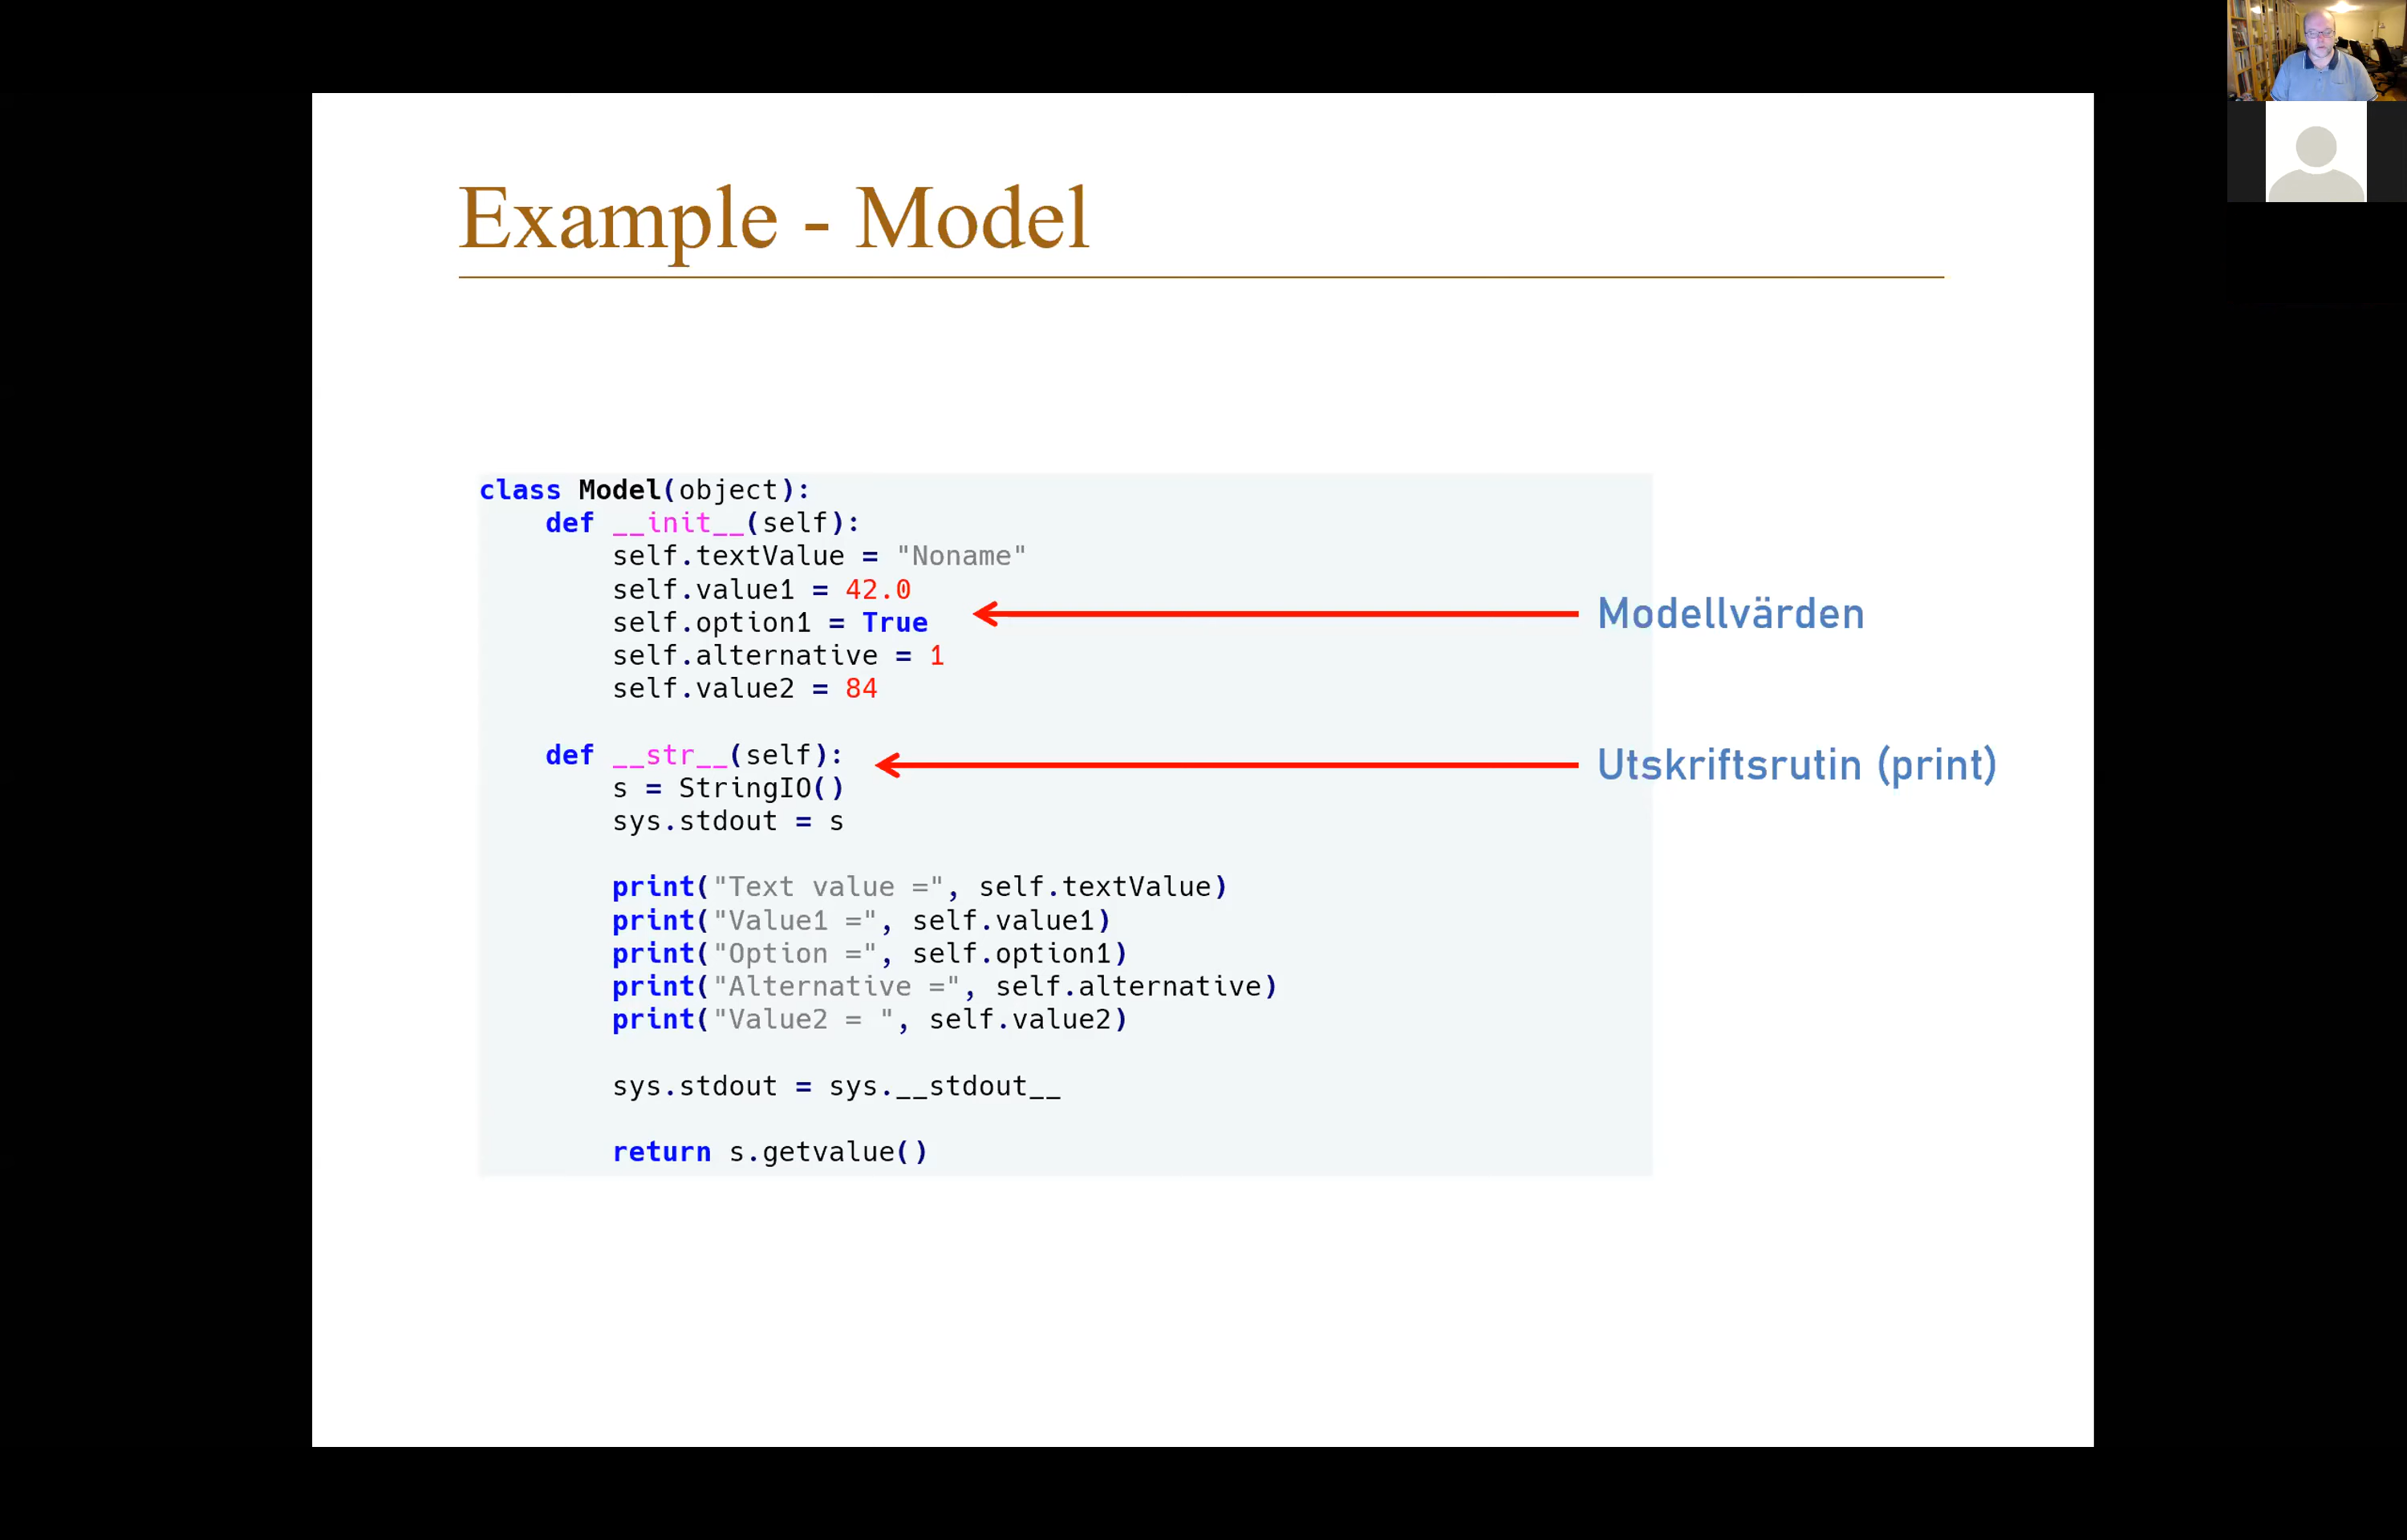 Example - Model
class Model(object):
    def __init__(self):
        self.textValue = "Noname"
        self.value1 = 42.0
        self.option1 = True
        self.alternative = 1
        self.value2 = 84
Modellvärden
    def __str__(self):
Utskriftsrutin (print)
        s = StringIO()
        sys.stdout = s
        print("Text value =", self.textValue)
        print("Value1 =", self.value1)
        print("Option =", self.option1)
        print("Alternative =", self.alternative)
        print("Value2 = ", self.value2)
        sys.stdout = sys.__stdout__
        return s.getvalue()